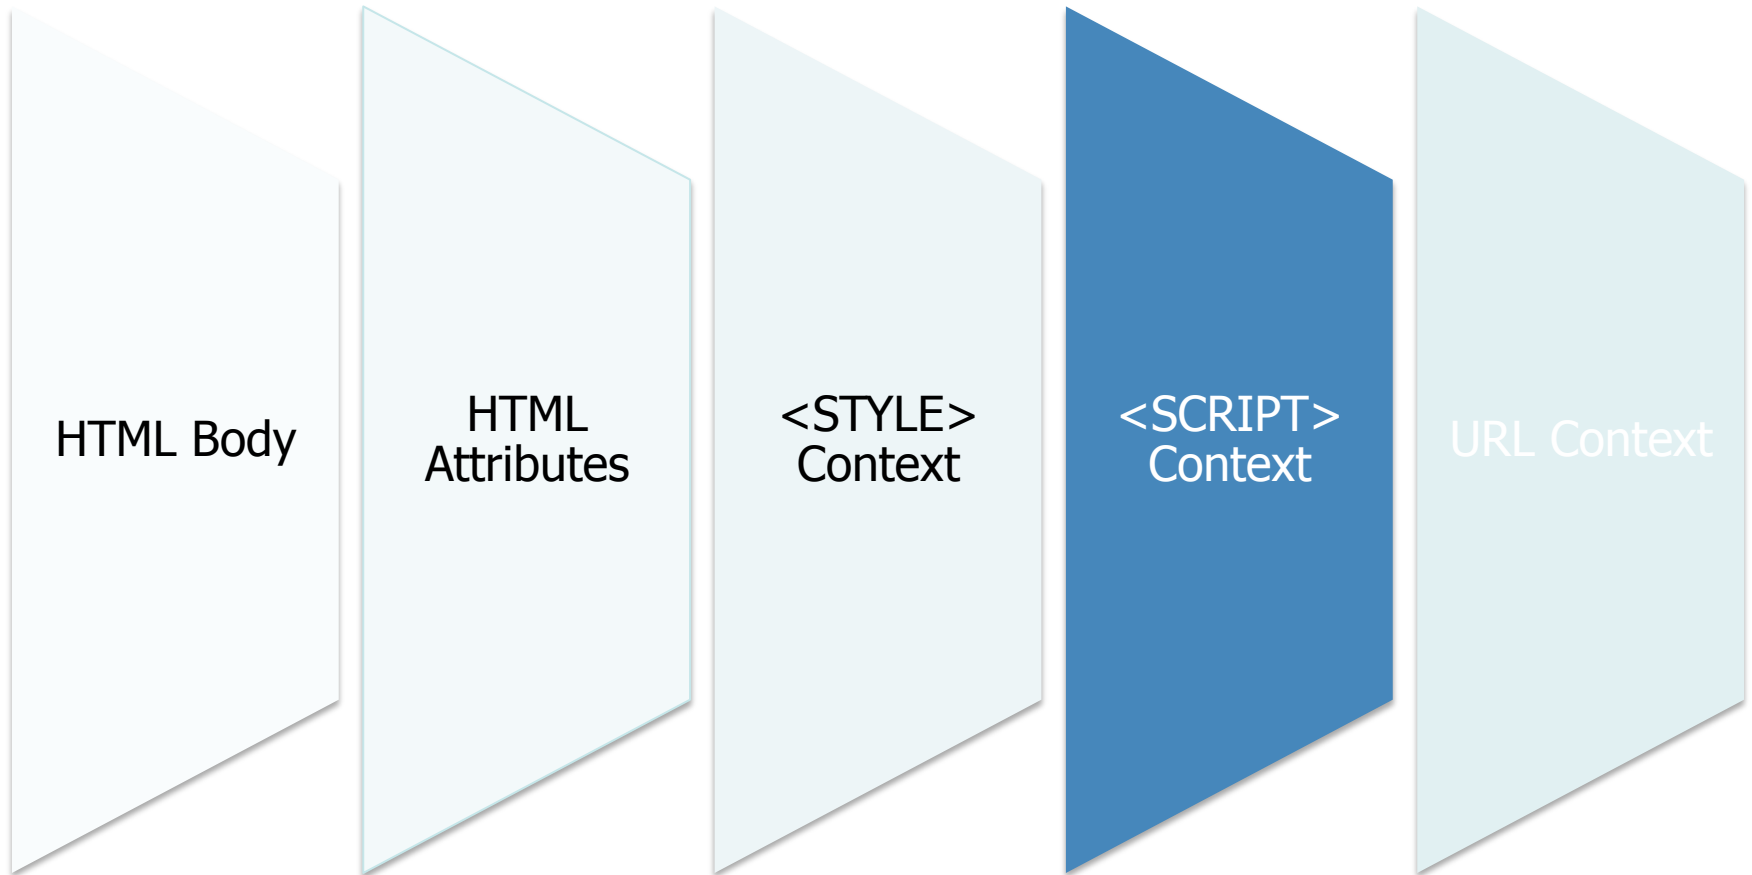 HTML Body
HTML
Attributes
<STYLE>
Context
<SCRIPT>
Context
URL Context